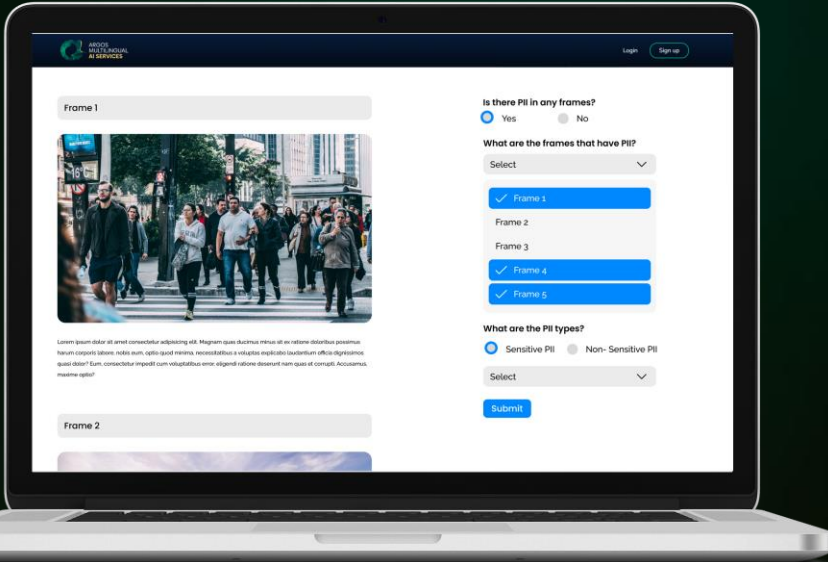 ARGOS
MULTILINGUAL
AI SERVICES
Login
Sign up
Frame 1
16°C
Lorem ipsum dolor sit amet consectetur adipisicing elit. Magnam quas ducimus minus sit ex ratione doloribus possimus
harum corporis labore, nobis eum, optio quod minima, necessitatibus a voluptas explicabo laudantium officia dignissimos
quasi dolor? Eum, consectetur impedit cum voluptatibus error, eligendi ratione deserunt nam quas et corrupti. Accusamus,
maxime optio?
Frame 2
Is there PII in any frames?
Yes
No
What are the frames that have PII?
Select
Frame 1
Frame 2
Frame 3
Frame 4
Frame 5
What are the PII types?
Sensitive PII
Non- Sensitive PII
Select
Submit